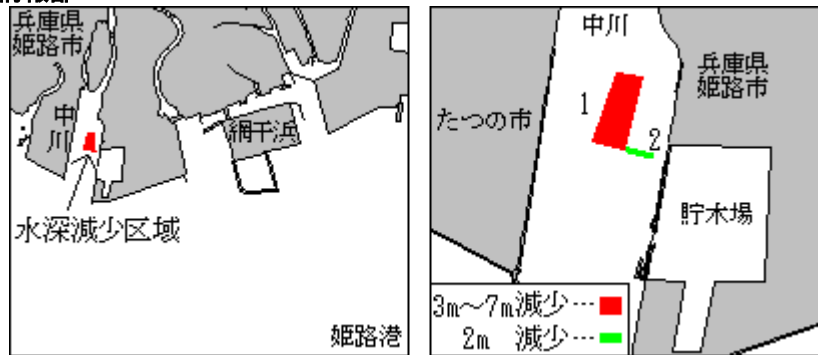 兵庫県
姫路市
中
川
網干浜
水深減少区域
姫路港
中川
兵庫県
姫路市
たつの市
1
2
貯木場
3m～7m減少…
2m 減少…